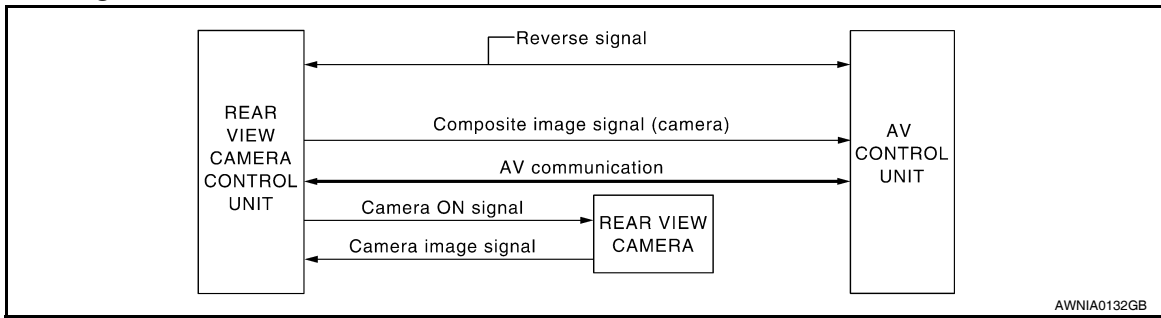 Reverse signal
REAR
VIEW
CAMERA
CONTROL
UNIT
Composite image signal (camera)
AV communication
Camera ON signal
Camera image signal
REAR VIEW
CAMERA
AV
CONTROL
UNIT
AWNIA0132GB